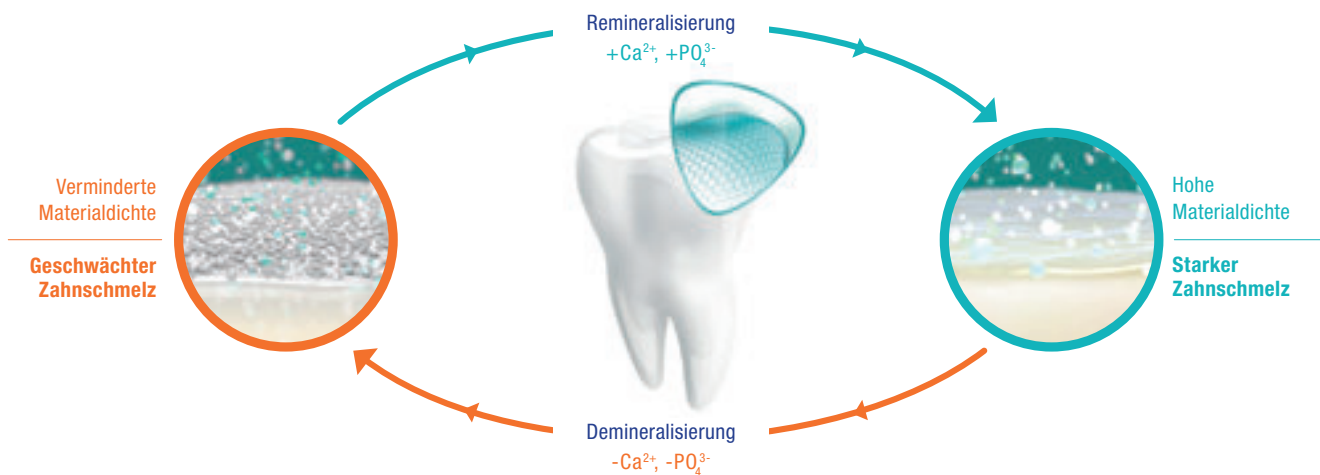 Remineralisierung
+Ca²⁺, +PO₄³⁻
Verminderte
Materialdichte
Geschwächter
Zahnschmelz
Hohe
Materialdichte
Starker
Zahnschmelz
Demineralisierung
-Ca²⁺, -PO₄³⁻